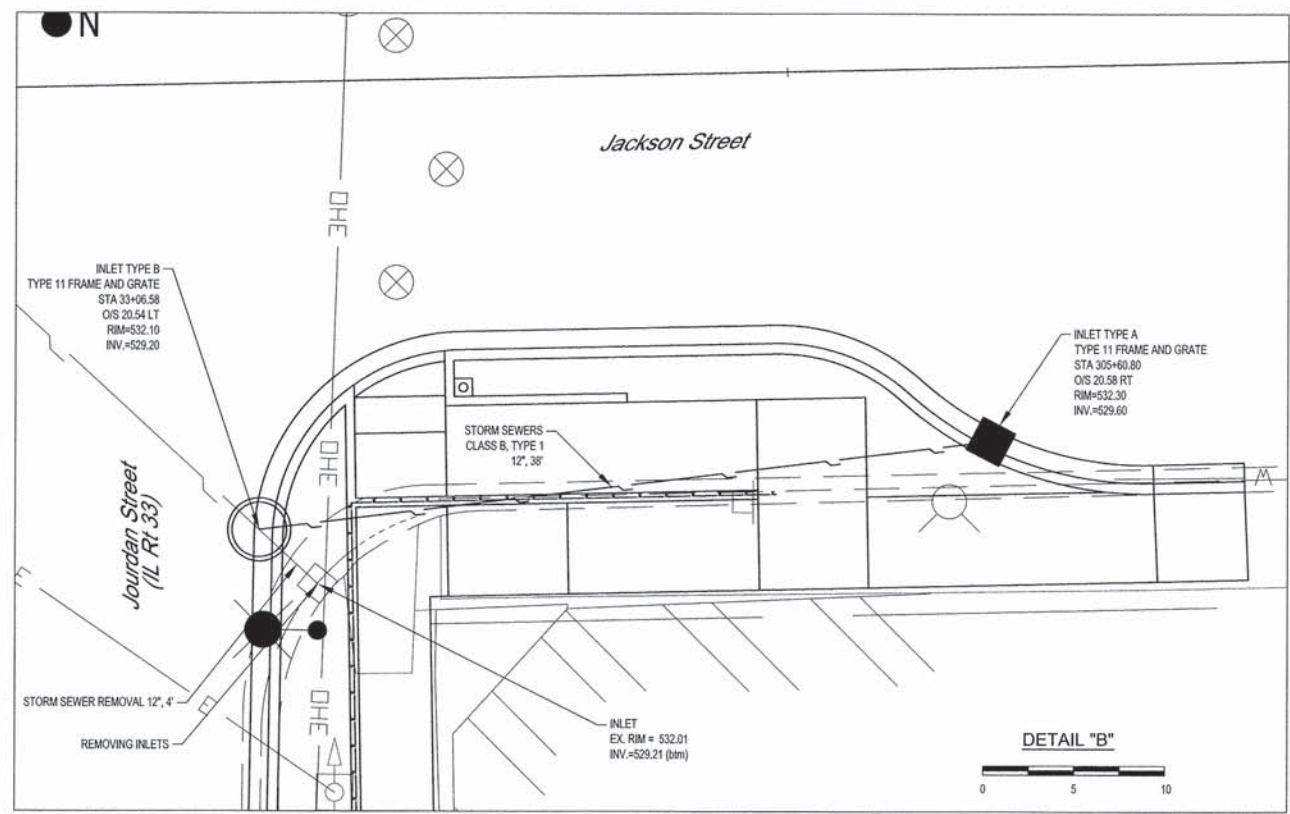 N
Jackson Street
OHE
INLET TYPE B
TYPE 11 FRAME AND GRATE
STA 33+06.58
O/S 20.54 LT
RIM=532.10
INV.=529.20
INLET TYPE A
TYPE 11 FRAME AND GRATE
STA 305+60.80
O/S 20.58 RT
RIM=532.30
INV.=529.60
STORM SEWERS
CLASS B, TYPE 1
12", 38'
OHE
W
Jourdan Street
(IL Rt 33)
E
STORM SEWER REMOVAL 12", 4'
E
OHE
REMOVING INLETS
INLET
EX. RIM = 532.01
INV.=529.21 (btm)
DETAIL "B"
0 5 10